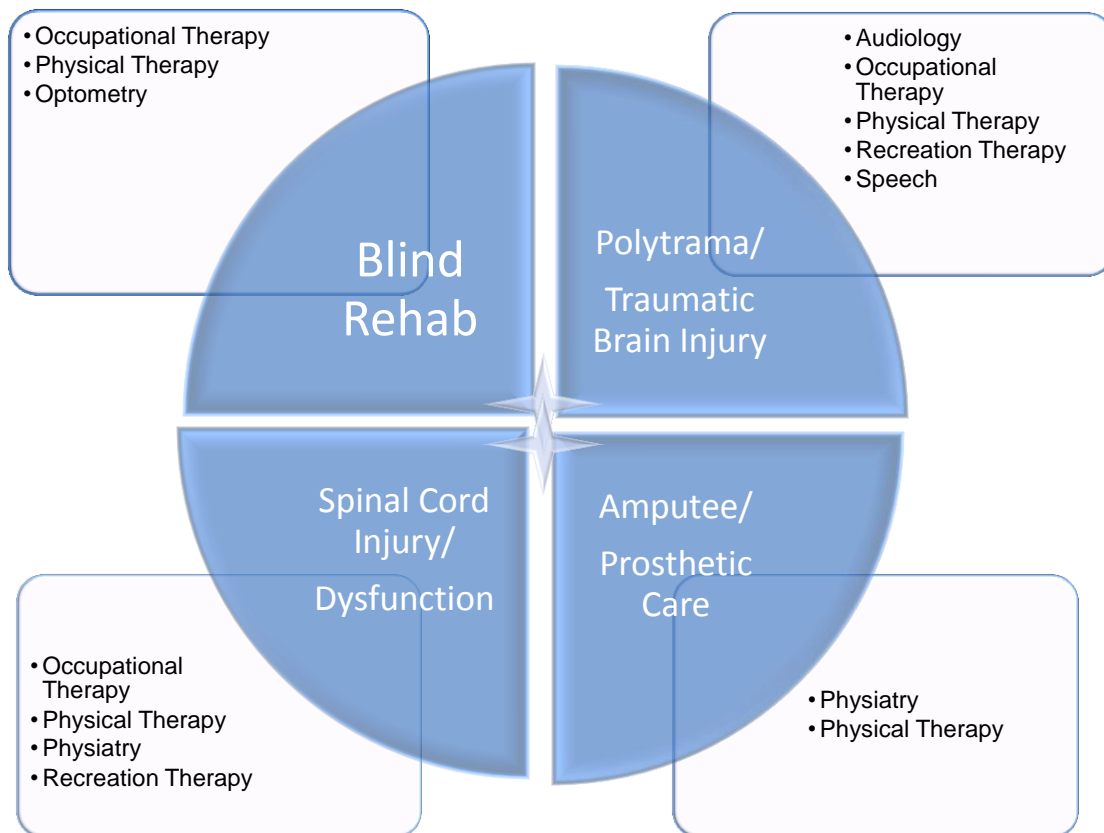 • Occupational Therapy
• Physical Therapy
• Optometry
Blind
Rehab
• Audiology
• Occupational
Therapy
• Physical Therapy
• Recreation Therapy
• Speech
Polytrama/
Traumatic
Brain Injury
Spinal Cord
Injury/
Dysfunction
• Occupational
Therapy
• Physical Therapy
• Physiatry
• Recreation Therapy
Amputee/
Prosthetic
Care
• Physiatry
• Physical Therapy